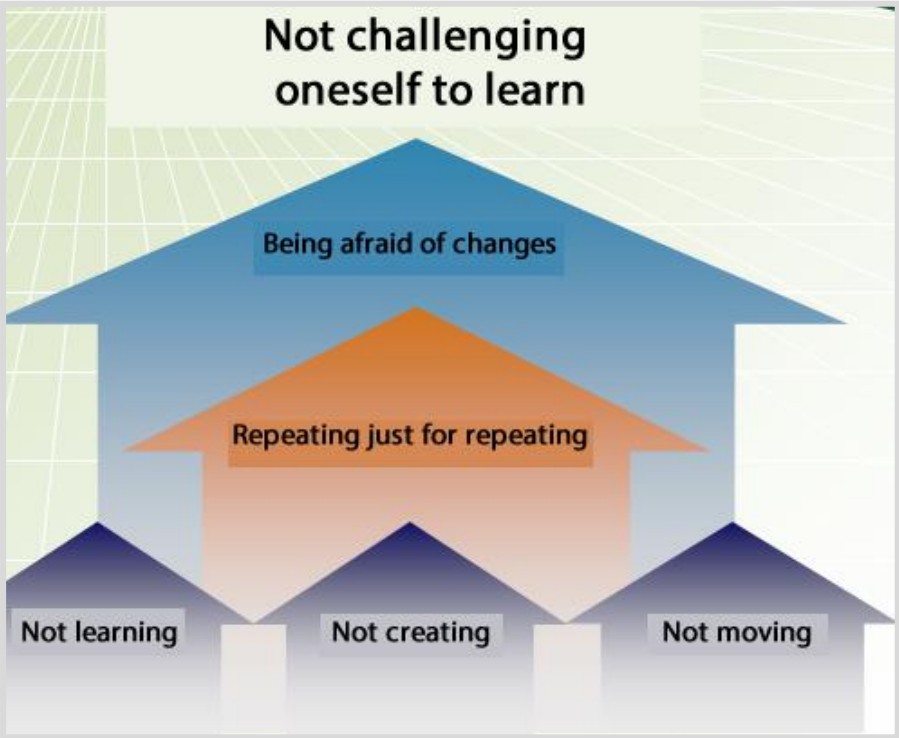 Not challenging
oneself to learn
Being afraid of changes
Repeating just for repeating
Not learning
Not creating
Not moving